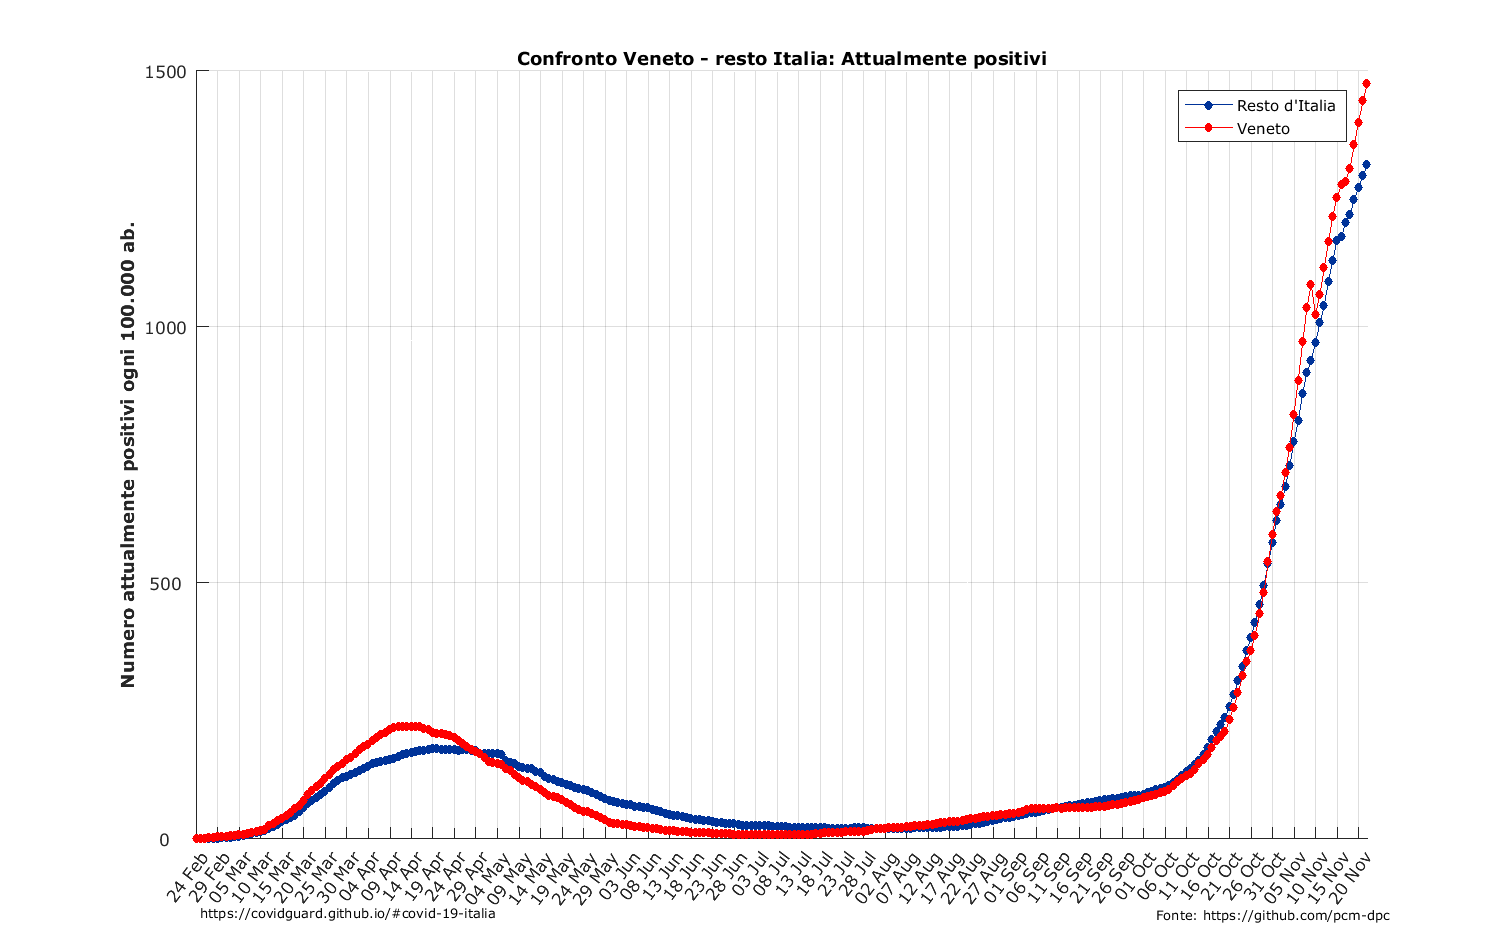 Confronto Veneto - resto Italia: Attualmente positivi
Numero attualmente positivi ogni 100.000 ab.
1500
1000
500
0
Resto d'Italia
Veneto
24 Feb
29 Feb
05 Mar
10 Mar
15 Mar
20 Mar
25 Mar
30 Mar
04 Apr
09 Apr
14 Apr
19 Apr
24 Apr
29 Apr
04 May
09 May
14 May
19 May
24 May
29 May
03 Jun
08 Jun
13 Jun
18 Jun
23 Jun
28 Jun
03 Jul
08 Jul
13 Jul
18 Jul
23 Jul
28 Jul
02 Aug
07 Aug
12 Aug
17 Aug
22 Aug
27 Aug
01 Sep
06 Sep
11 Sep
16 Sep
21 Sep
26 Sep
01 Oct
06 Oct
11 Oct
16 Oct
21 Oct
26 Oct
31 Oct
05 Nov
10 Nov
15 Nov
20 Nov
https://covidguard.github.io/#covid-19-italia
Fonte: https://github.com/pcm-dpc